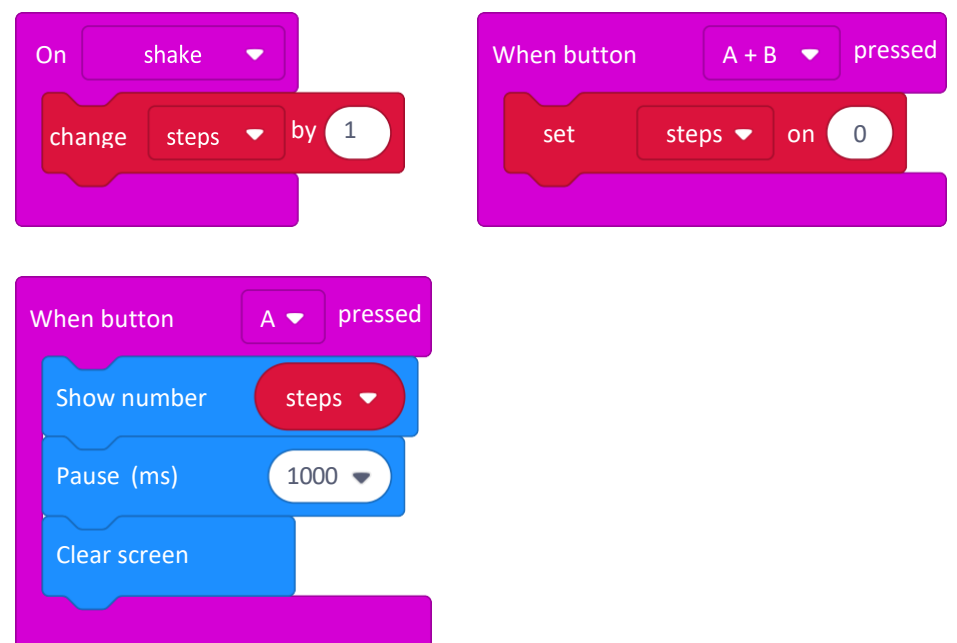 On shake
change steps by 1
When button A + B pressed
set steps on 0
When button A pressed
Show number steps
Pause (ms) 1000
Clear screen